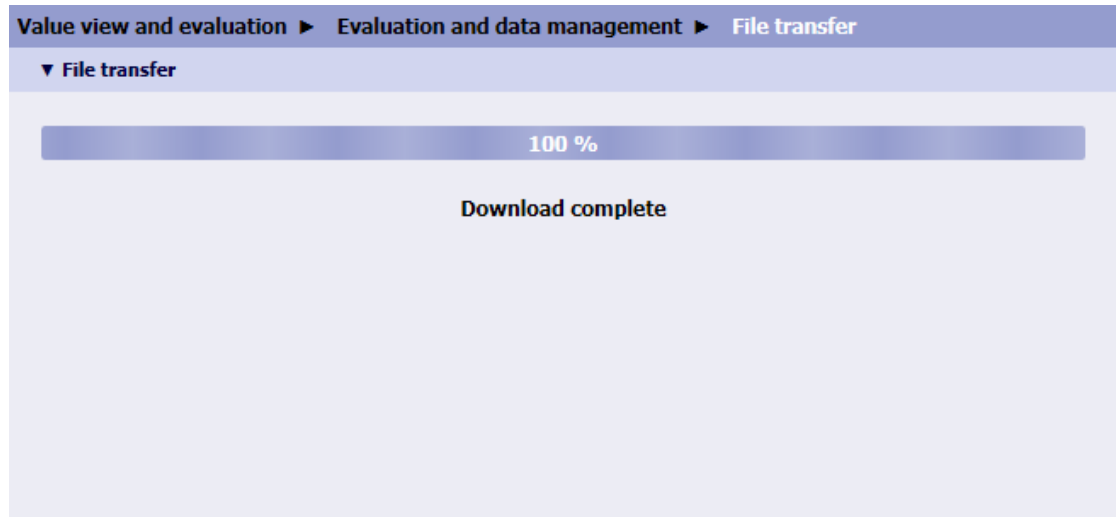 Value view and evaluation ► Evaluation and data management ► File transfer
▼ File transfer
100 %
Download complete